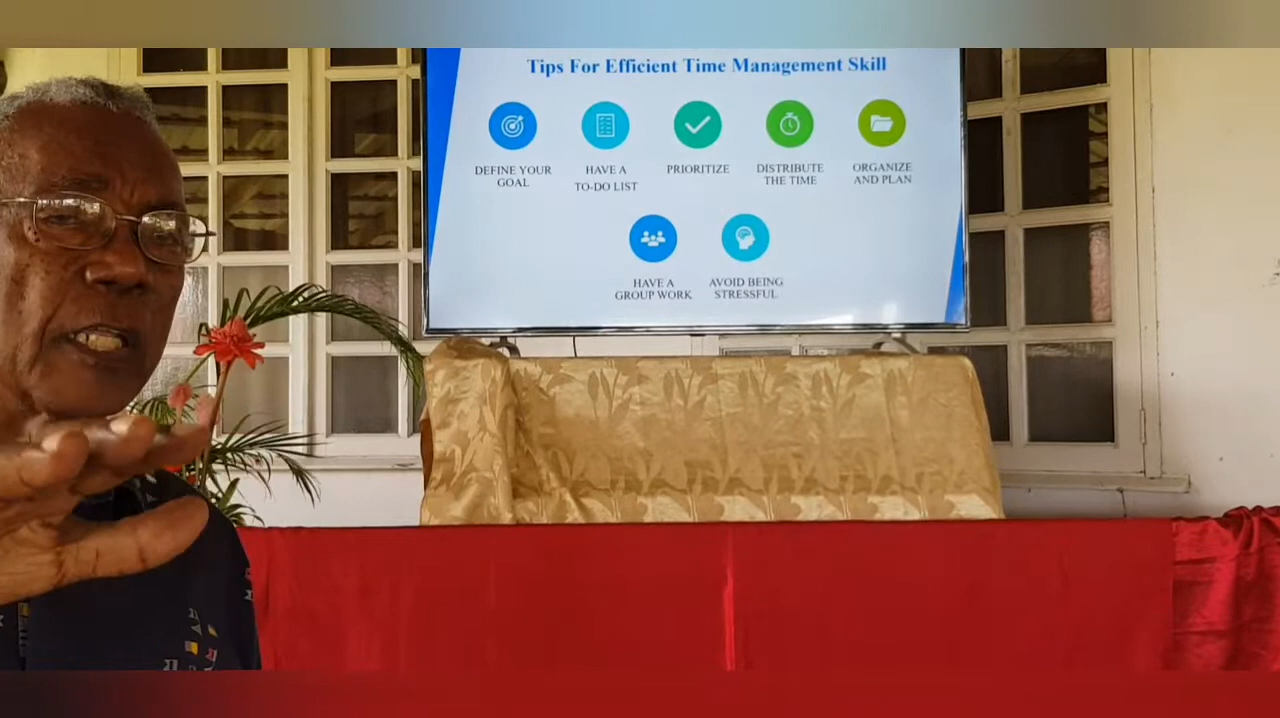 Tips For Efficient Time Management Skill
DEFINE YOUR
GOAL
HAVE A
TO-DO LIST
PRIORITIZE
DISTRIBUTE
THE TIME
ORGANIZE
AND PLAN
HAVE A
GROUP WORK
AVOID BEING
STRESSFUL